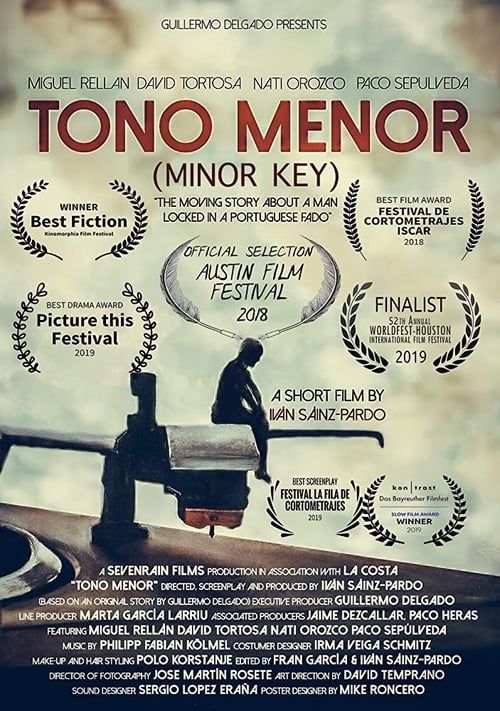 GUILLERMO DELGADO PRESENTS
MIGUEL RELLAN DAVID TORTOSA NATI OROZCO PACO SEPULVEDA
TONO MENOR
(MINOR KEY)
"THE MOVING STORY ABOUT A MAN
LOCKED IN A PORTUGUESE FADO"
WINNER
Best Fiction
Kinomorphia Film Festival
BEST FILM AWARD
FESTIVAL DE
CORTOMETRAJES
ISCAR
2018
OFFICIAL SELECTION
AUSTIN FILM
FESTIVAL
2018
BEST DRAMA AWARD
Picture this
Festival
2019
FINALIST
52TH ANNUAL
WORLDFEST-HOUSTON
INTERNATIONAL FILM FESTIVAL
2019
A SHORT FILM BY
IVÁN SÁINZ-PARDO
BEST SCREENPLAY
FESTIVAL LA FILA DE
CORTOMETRAJES
2019
kon|trast
Das Bayreuther Filmfest
SLOW FILM AWARD
WINNER
2019
A SEVENRAIN FILMS PRODUCTION IN ASSOCIATION WITH LA COSTA
"TONO MENOR" DIRECTED, SCREENPLAY AND PRODUCED BY IVÁN SÁINZ-PARDO
(BASED ON AN ORIGINAL STORY BY GUILLERMO DELGADO) EXECUTIVE PRODUCER GUILLERMO DELGADO
LINE PRODUCER MARTA GARCÍA LARRIU ASSOCIATED PRODUCERS JAIME DEZCALLAR, PACO HERAS
FEATURING MIGUEL RELLÁN DAVID TORTOSA NATI OROZCO PACO SEPÚLVEDA
MUSIC BY PHILIPP FABIAN KÖLMEL COSTUMER DESIGNER IRMA VEIGA SCHMITZ
MAKE-UP AND HAIR STYLING POLO KORSTANJE EDITED BY FRAN GARCÍA & IVÁN SÁINZ-PARDO
DIRECTOR OF FOTOGRAPHY JOSE MARTÍN ROSETE ART DIRECTION BY DAVID TEMPRANO
SOUND DESIGNER SERGIO LOPEZ ERAÑA POSTER DESIGNER BY MIKE RONCERO